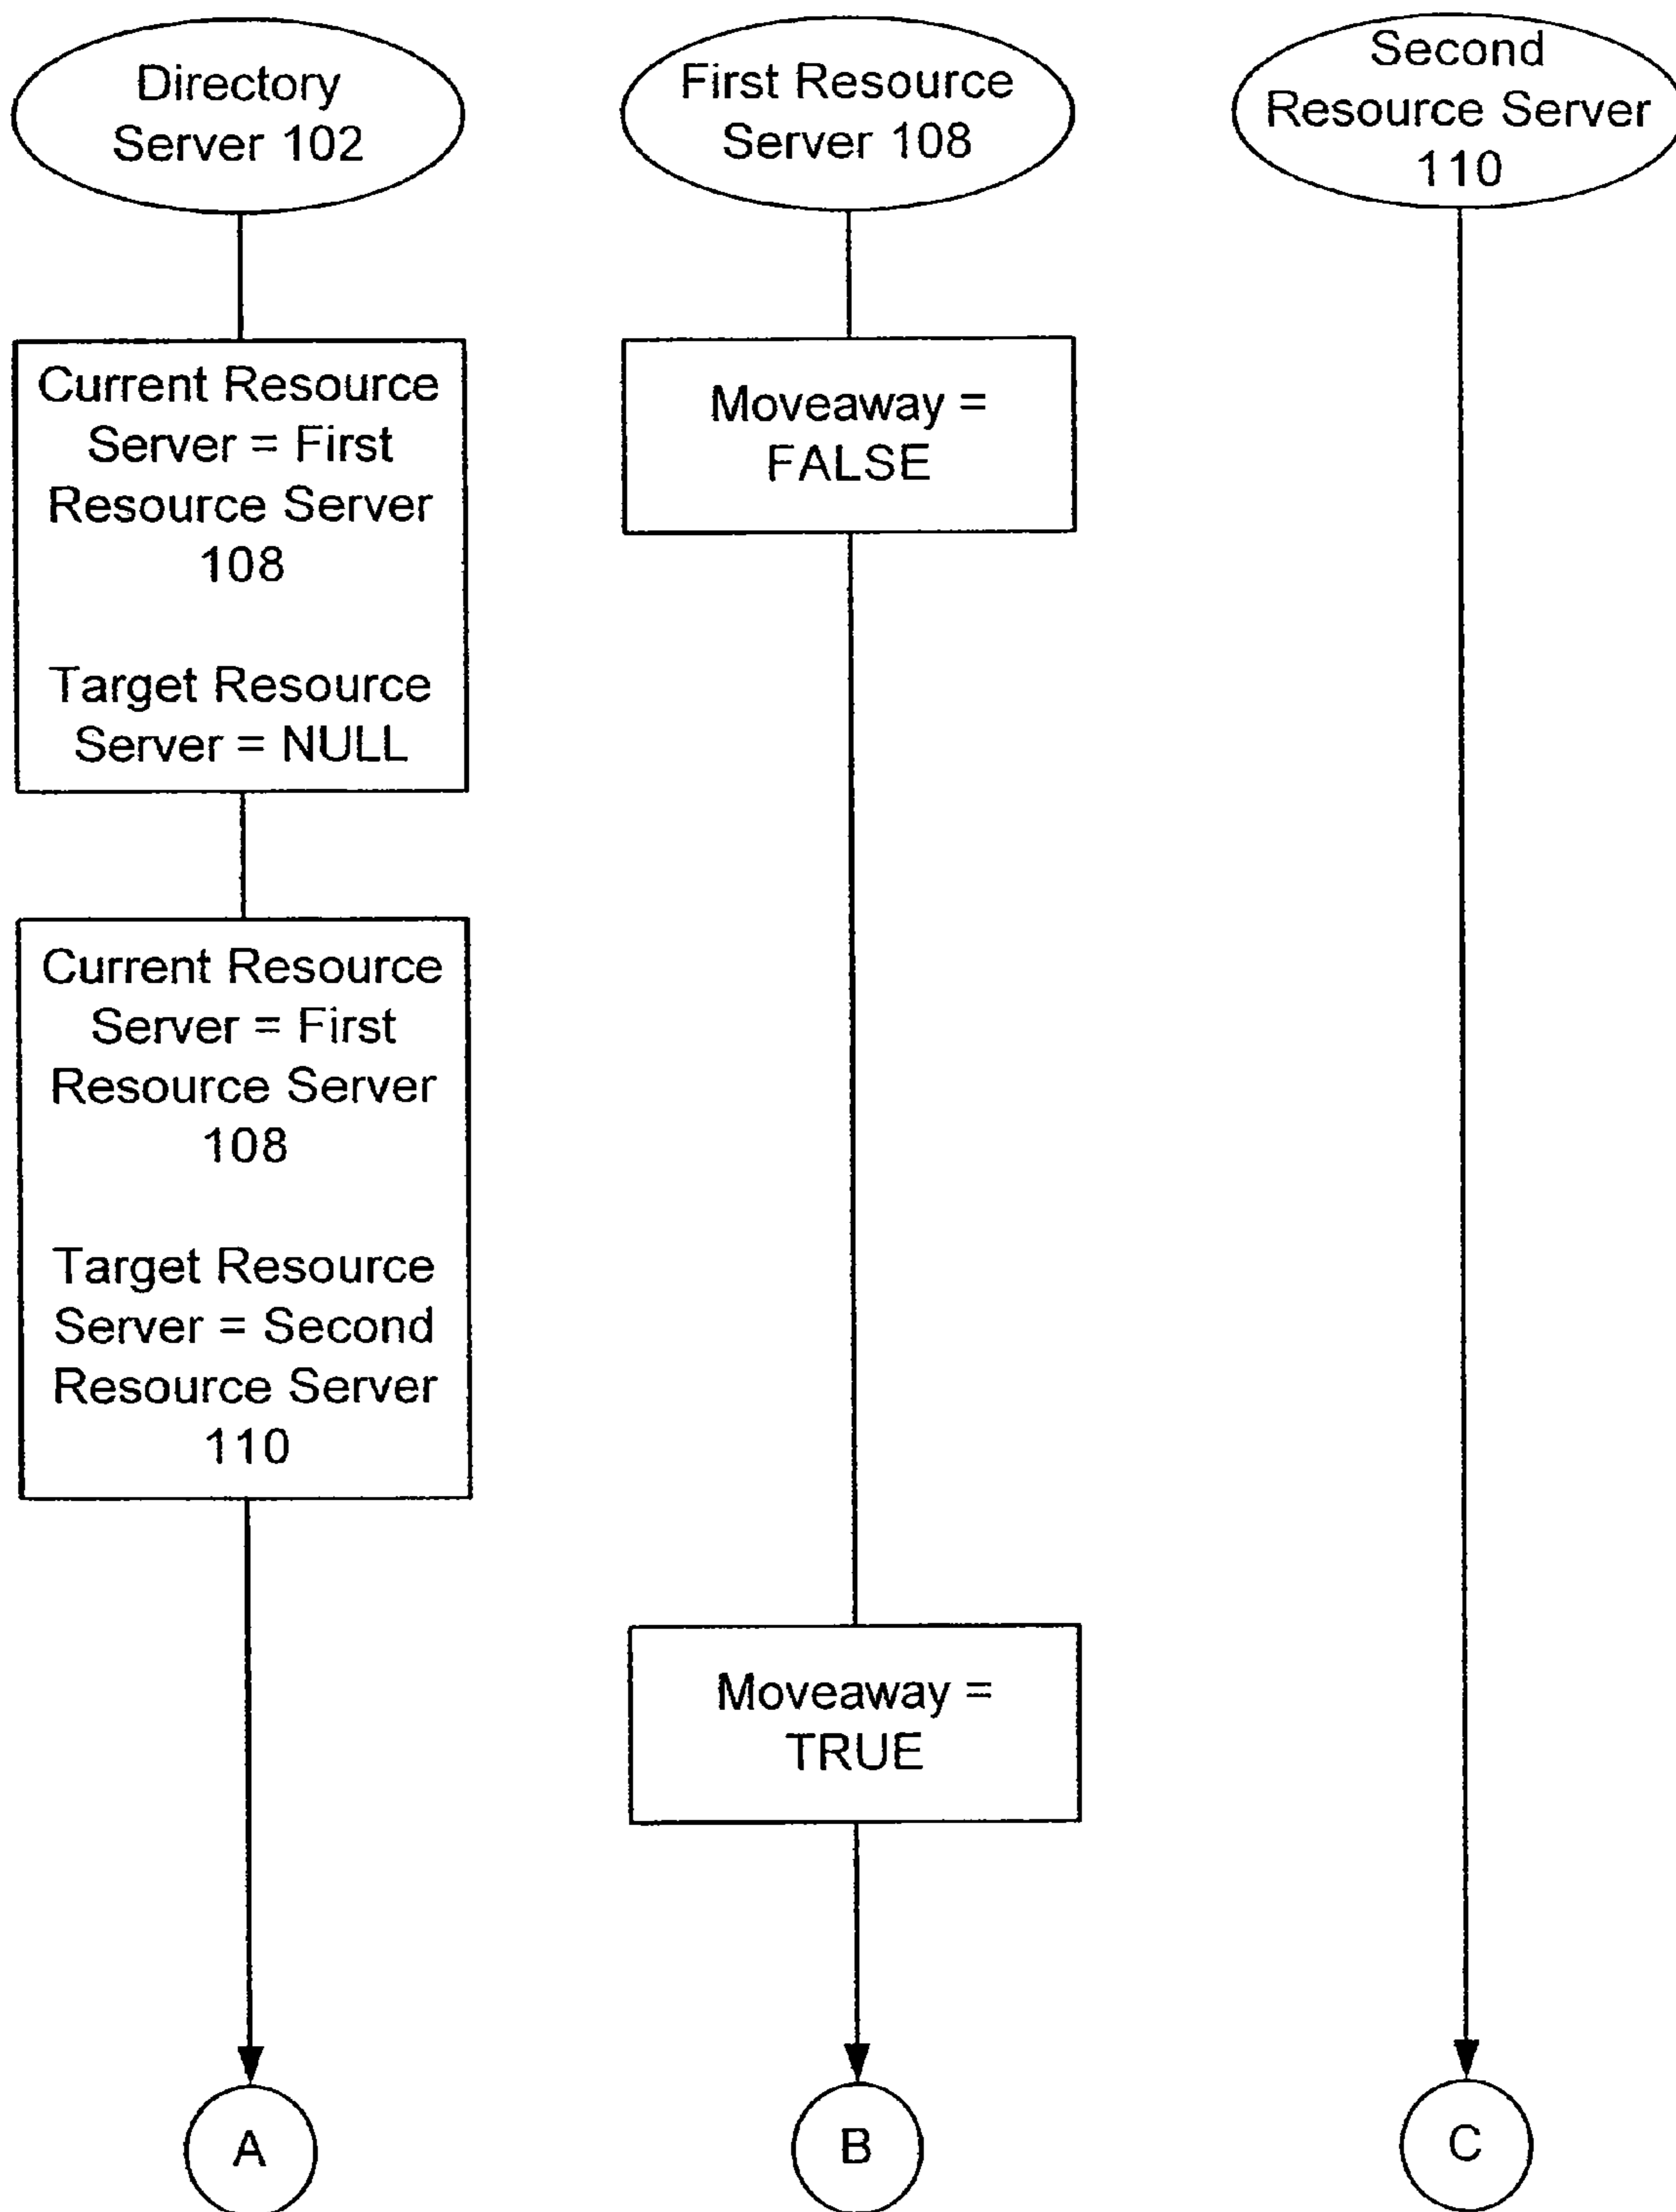 Directory
Server 102
First Resource
Server 108
Second
Resource Server
110
Current Resource
Server = First
Resource Server
108
Target Resource
Server = NULL
Moveaway =
FALSE
Current Resource
Server = First
Resource Server
108
Target Resource
Server = Second
Resource Server
110
Moveaway =
TRUE
A
B
C